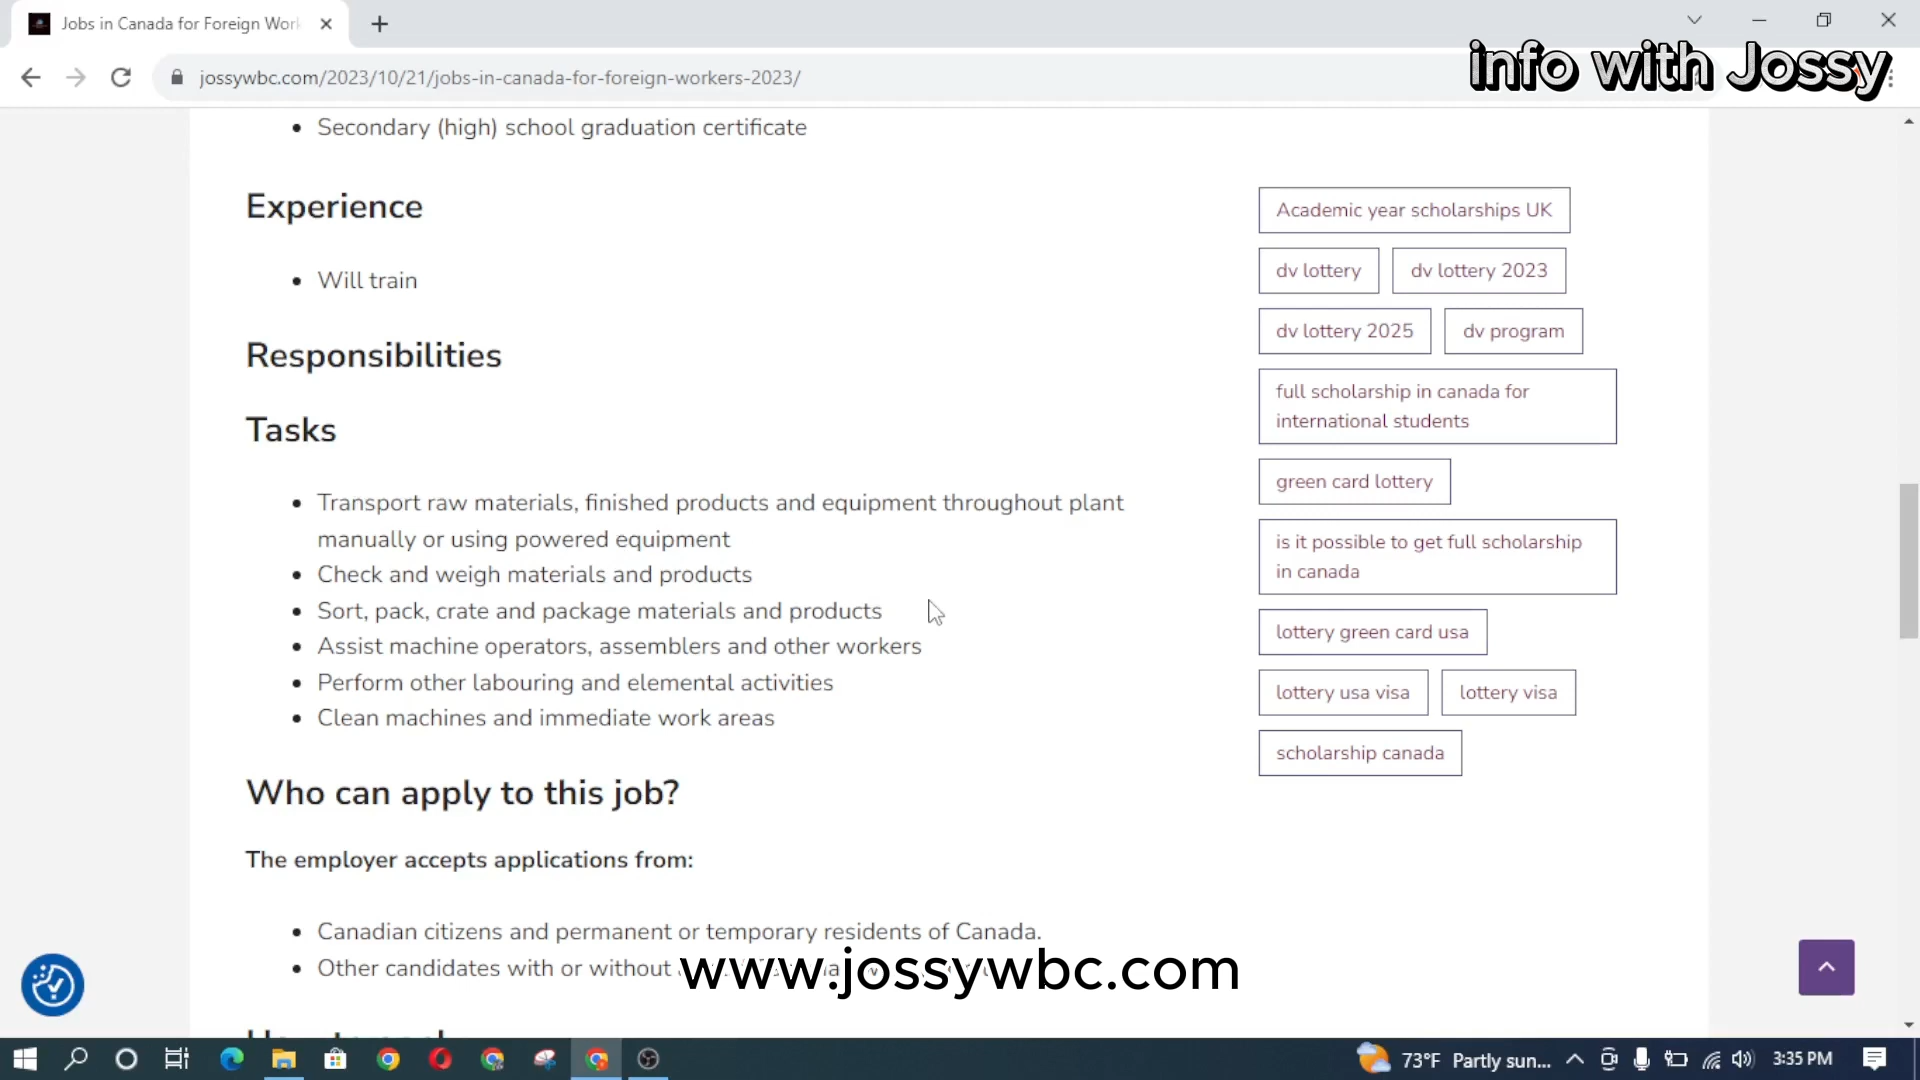 Jobs in Canada for Foreign Work
info with Jossy
jossywbc.com/2023/10/21/jobs-in-canada-for-foreign-workers-2023/
Secondary (high) school graduation certificate
Experience
Will train
Responsibilities
Tasks
Transport raw materials, finished products and equipment throughout plant
manually or using powered equipment
Check and weigh materials and products
Sort, pack, crate and package materials and products
Assist machine operators, assemblers and other workers
Perform other labouring and elemental activities
Clean machines and immediate work areas
Who can apply to this job?
The employer accepts applications from:
Canadian citizens and permanent or temporary residents of Canada.
Other candidates with or without
www.jossywbc.com
Academic year scholarships UK
dv lottery
dv lottery 2023
dv lottery 2025
dv program
full scholarship in canada for
international students
green card lottery
is it possible to get full scholarship
in canada
lottery green card usa
lottery usa visa
lottery visa
scholarship canada
73°F Partly sun...
3:35 PM